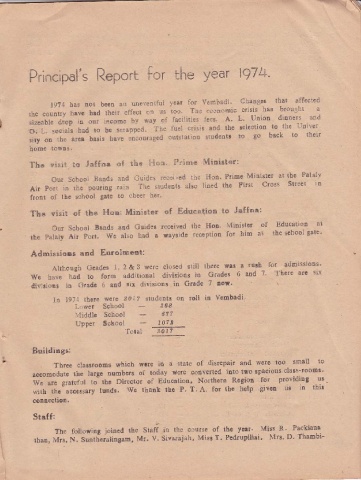 Principal's Report for the year 1974.
1974 has not been an uneventful year for Vembadi. Changes that affected
the country have had their effect on us too. The economic crisis has brought a
sizeable drop in our income by way of facilities fees. A. L. Union dinners and
O. L. socials had to be scrapped. The fuel crisis and the selection to the Univer
sity on the area basis have encouraged outstation students to go back to their
home towns.
The visit to Jaffna of the Hon. Prime Minister:
Our School Bands and Guides received the Hon. Prime Minister at the Palaly
Air Port in the pouring rain The students also lined the First Cross Street in
front of the school gate to cheer her.
The visit of the Hon: Minister of Education to Jaffna:
Our School Bands and Guides received the Hon. Minister of Education at
the Palaly Air Port. We also had a wayside reception for him at the school gate.
Admissions and Enrolment:
Although Grades 1, 2 & 3 were closed still there was a rush for admissions.
We have had to form additional divisions in Grades 6 and 7. There are six
divisions in Grade 6 and six divisions in Grade 7 now.
In 1974 there were 2017 students on roll in Vembadi.
Lower School —
Middle School —
Upper School — 1078
Total 2017
Buildings:
Three classrooms which were in a state of disrepair and were too small to
accomodate the large numbers of today were converted into two spacious class-rooms.
We are grateful to the Director of Education, Northern Region for providing us
with the accessary funds. We thank the P. T. A. for the help given us in this
connection.
Staff:
The following joined the Staff in the course of the year. Miss R. Packiana
than, Mrs. N. Suntheralingam, Mr. V. Sivarajah, Miss T. Pedrupillai, Mrs. D. Thambi-